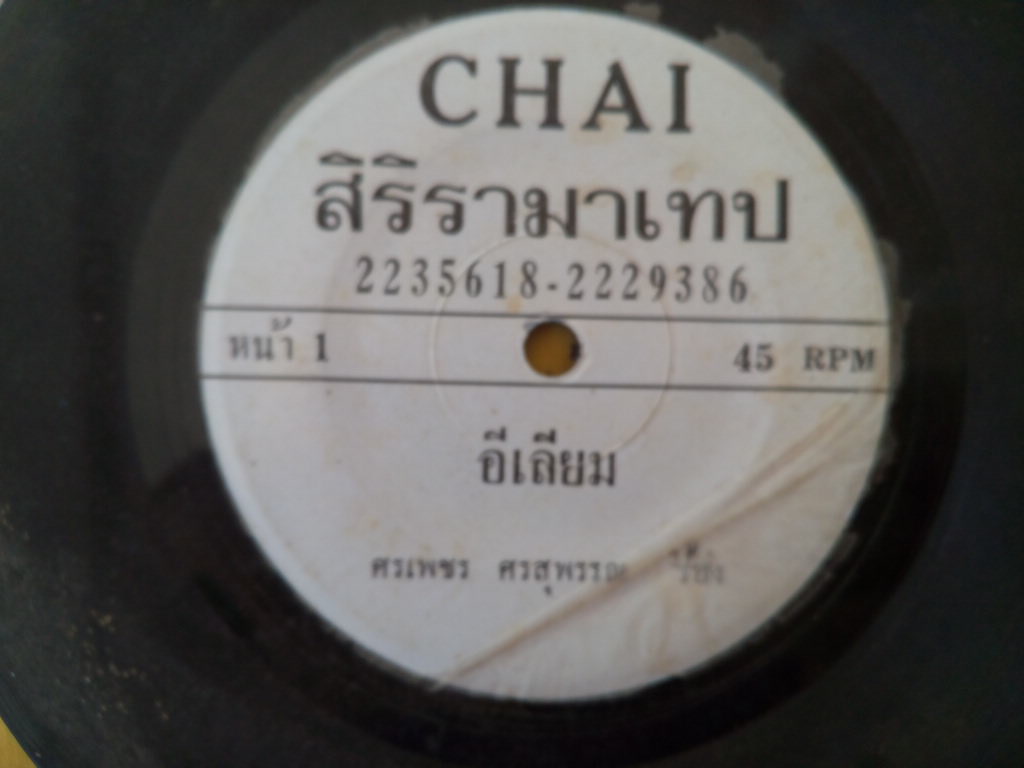 CHAI
สิริรามาเทป
2235618-2229386
หน้า 1 45 RPM
อีเลียม
ศรเพชร ศรสุพรรณ